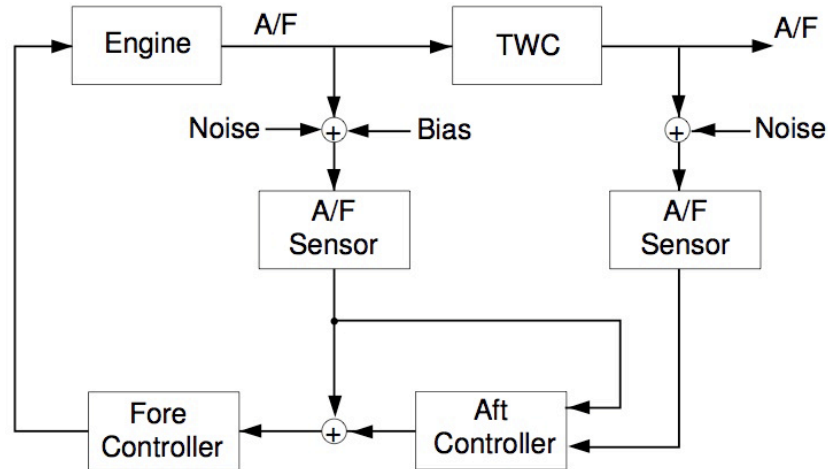 Engine
A/F
TWC
A/F
Noise
+
Bias
+
Noise
A/F
Sensor
A/F
Sensor
Fore
Controller
+
Aft
Controller